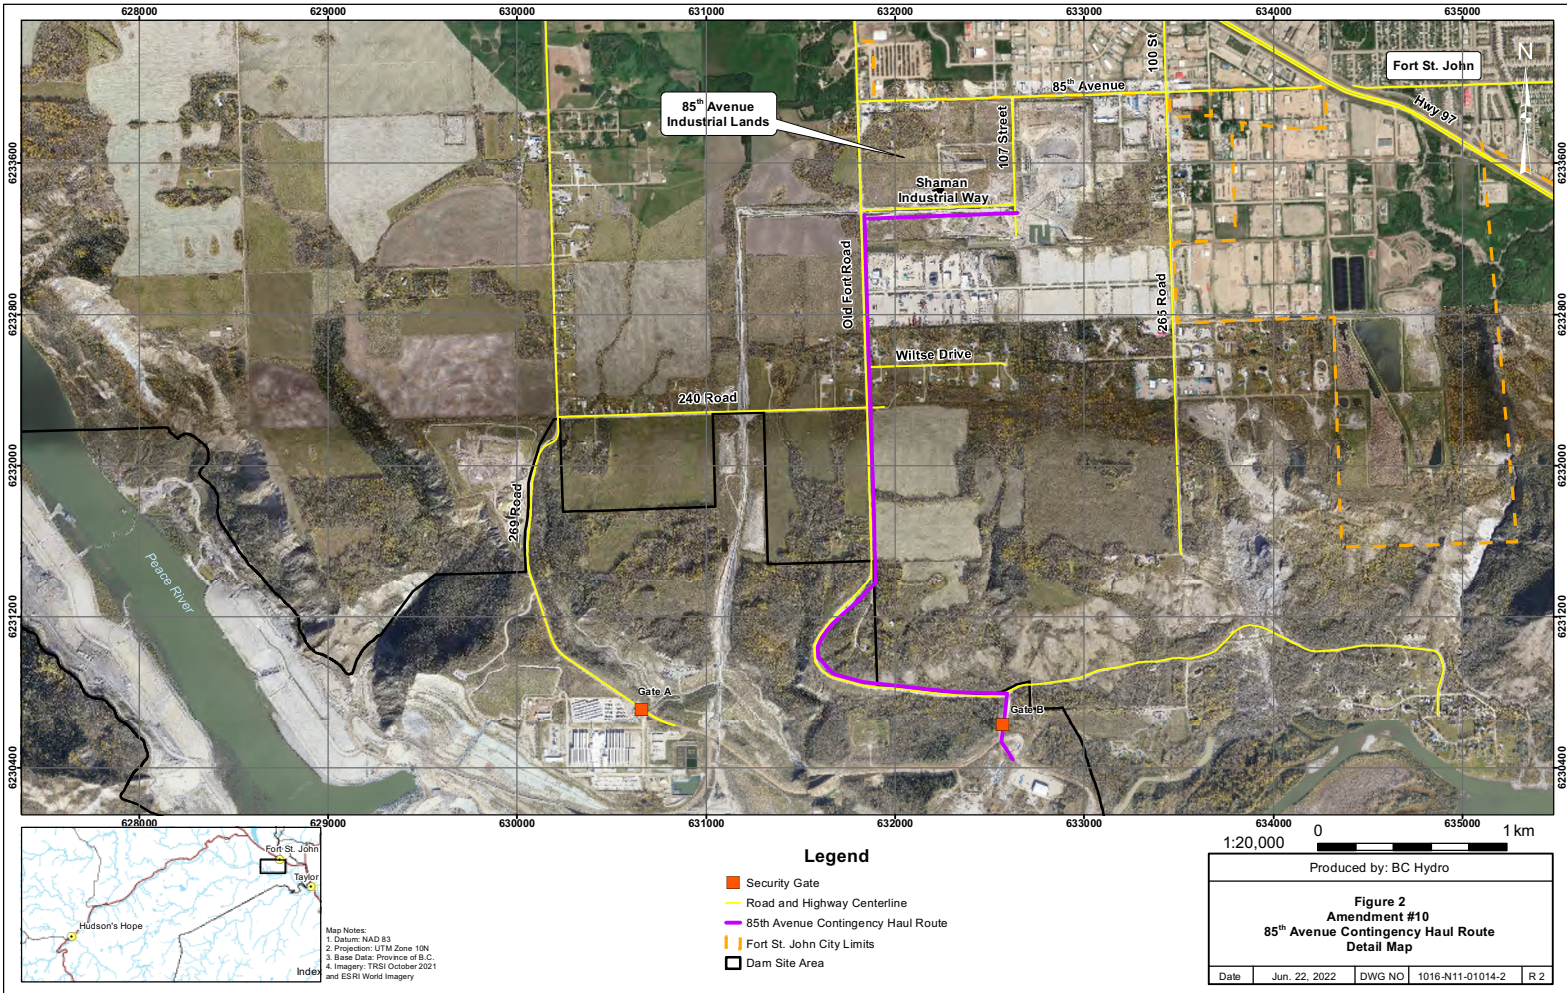 628000
629000
630000
631000
632000
633000
634000
635000
6233600
6232800
6232000
6231200
6230400
6233600
6232800
6232000
6231200
6230400
628000
629000
630000
631000
632000
633000
634000
635000
N
Fort St. John
Hwy 97
100 St
85th Avenue
85th Avenue
Industrial Lands
107 Street
Shaman
Industrial Way
Old Fort Road
265 Road
Wiltse Drive
240 Road
269 Road
Peace River
Gate A
Gate B
Fort St. John
Taylor
Hudson's Hope
Index
Map Notes:
1. Datum: NAD 83
2. Projection: UTM Zone 10N
3. Base Data: Province of B.C.
4. Imagery: TRSI October 2021
and ESRI World Imagery
Legend
Security Gate
Road and Highway Centerline
85th Avenue Contingency Haul Route
Fort St. John City Limits
Dam Site Area
1:20,000
0
1 km
Produced by: BC Hydro
Figure 2
Amendment #10
85th Avenue Contingency Haul Route
Detail Map
Date
Jun. 22, 2022
DWG NO
1016-N11-01014-2
R 2